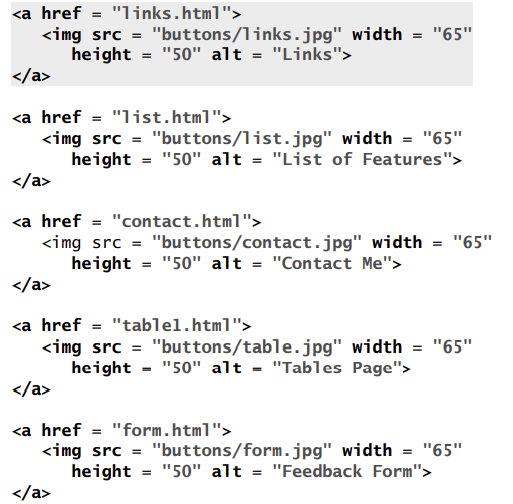 <a href = "links.html">
<img src = "buttons/links.jpg" width = "65"
height = "50" alt = "Links">
</a>
<a href = "list.html">
<img src = "buttons/list.jpg" width = "65"
height = "50" alt = "List of Features">
</a>
<a href = "contact.html">
<img src = "buttons/contact.jpg" width = "65"
height = "50" alt = "Contact Me">
</a>
<a href = "table1.html">
<img src = "buttons/table.jpg" width = "65"
height = "50" alt = "Tables Page">
</a>
<a href = "form.html">
<img src = "buttons/form.jpg" width = "65"
height = "50" alt = "Feedback Form">
</a>